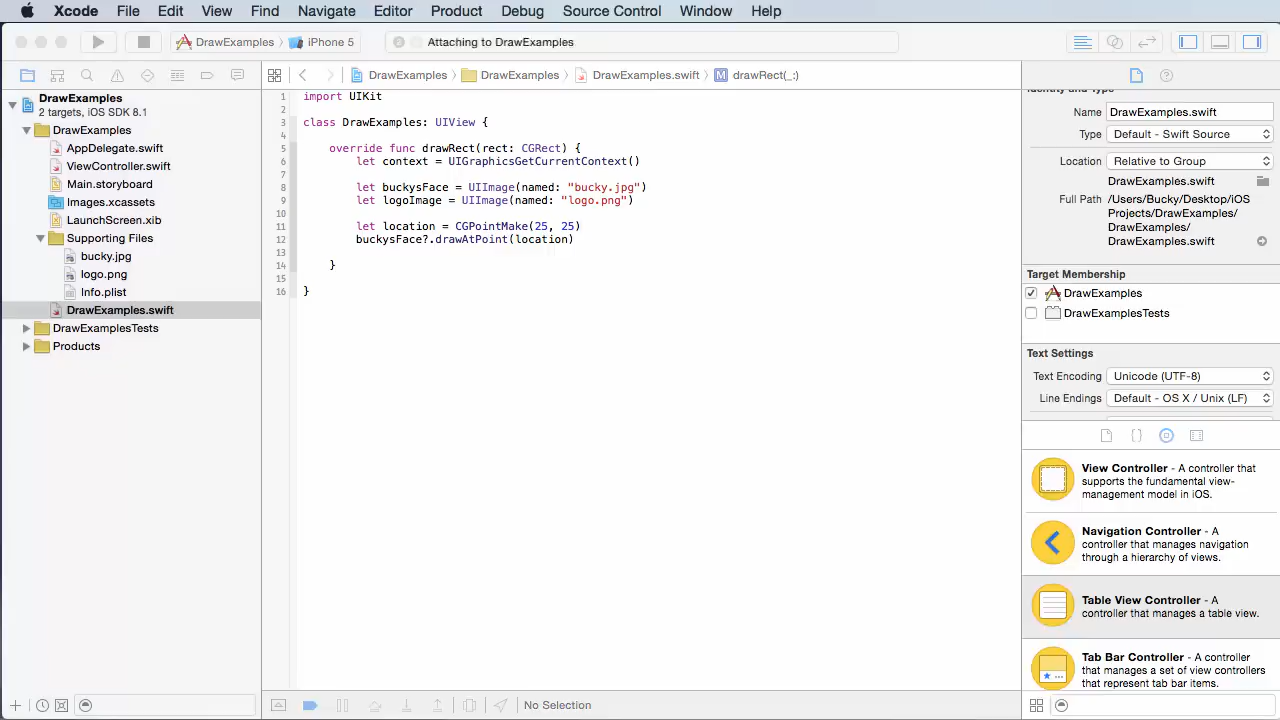 Xcode File Edit View Find Navigate Editor Product Debug Source Control Window Help
DrawExamples iPhone 5 Attaching to DrawExamples
DrawExamples DrawExamples DrawExamples.swift M drawRect(_:)
DrawExamples
2 targets, iOS SDK 8.1
DrawExamples
AppDelegate.swift
ViewController.swift
Main.storyboard
Images.xcassets
LaunchScreen.xib
Supporting Files
bucky.jpg
logo.png
Info.plist
DrawExamples.swift
DrawExamplesTests
Products
1 import UIKit
2
3 class DrawExamples: UIView {
4
5 override func drawRect(rect: CGRect) {
6 let context = UIGraphicsGetCurrentContext()
7
8 let buckysFace = UIImage(named: "bucky.jpg")
9 let logoImage = UIImage(named: "logo.png")
10
11 let location = CGPointMake(25, 25)
12 buckysFace?.drawAtPoint(location)
13
14 }
15
16 }
No Selection
Identity and Type
Name DrawExamples.swift
Type Default - Swift Source
Location Relative to Group
DrawExamples.swift
Full Path /Users/Bucky/Desktop/iOS
Projects/DrawExamples/
DrawExamples/
DrawExamples.swift
Target Membership
DrawExamples
DrawExamplesTests
Text Settings
Text Encoding Unicode (UTF-8)
Line Endings Default - OS X / Unix (LF)
View Controller - A controller that
supports the fundamental view-
management model in iOS.
Navigation Controller - A
controller that manages navigation
through a hierarchy of views.
Table View Controller - A
controller that manages a table view.
Tab Bar Controller - A controller
that manages a set of view controllers
that represent tab bar items.